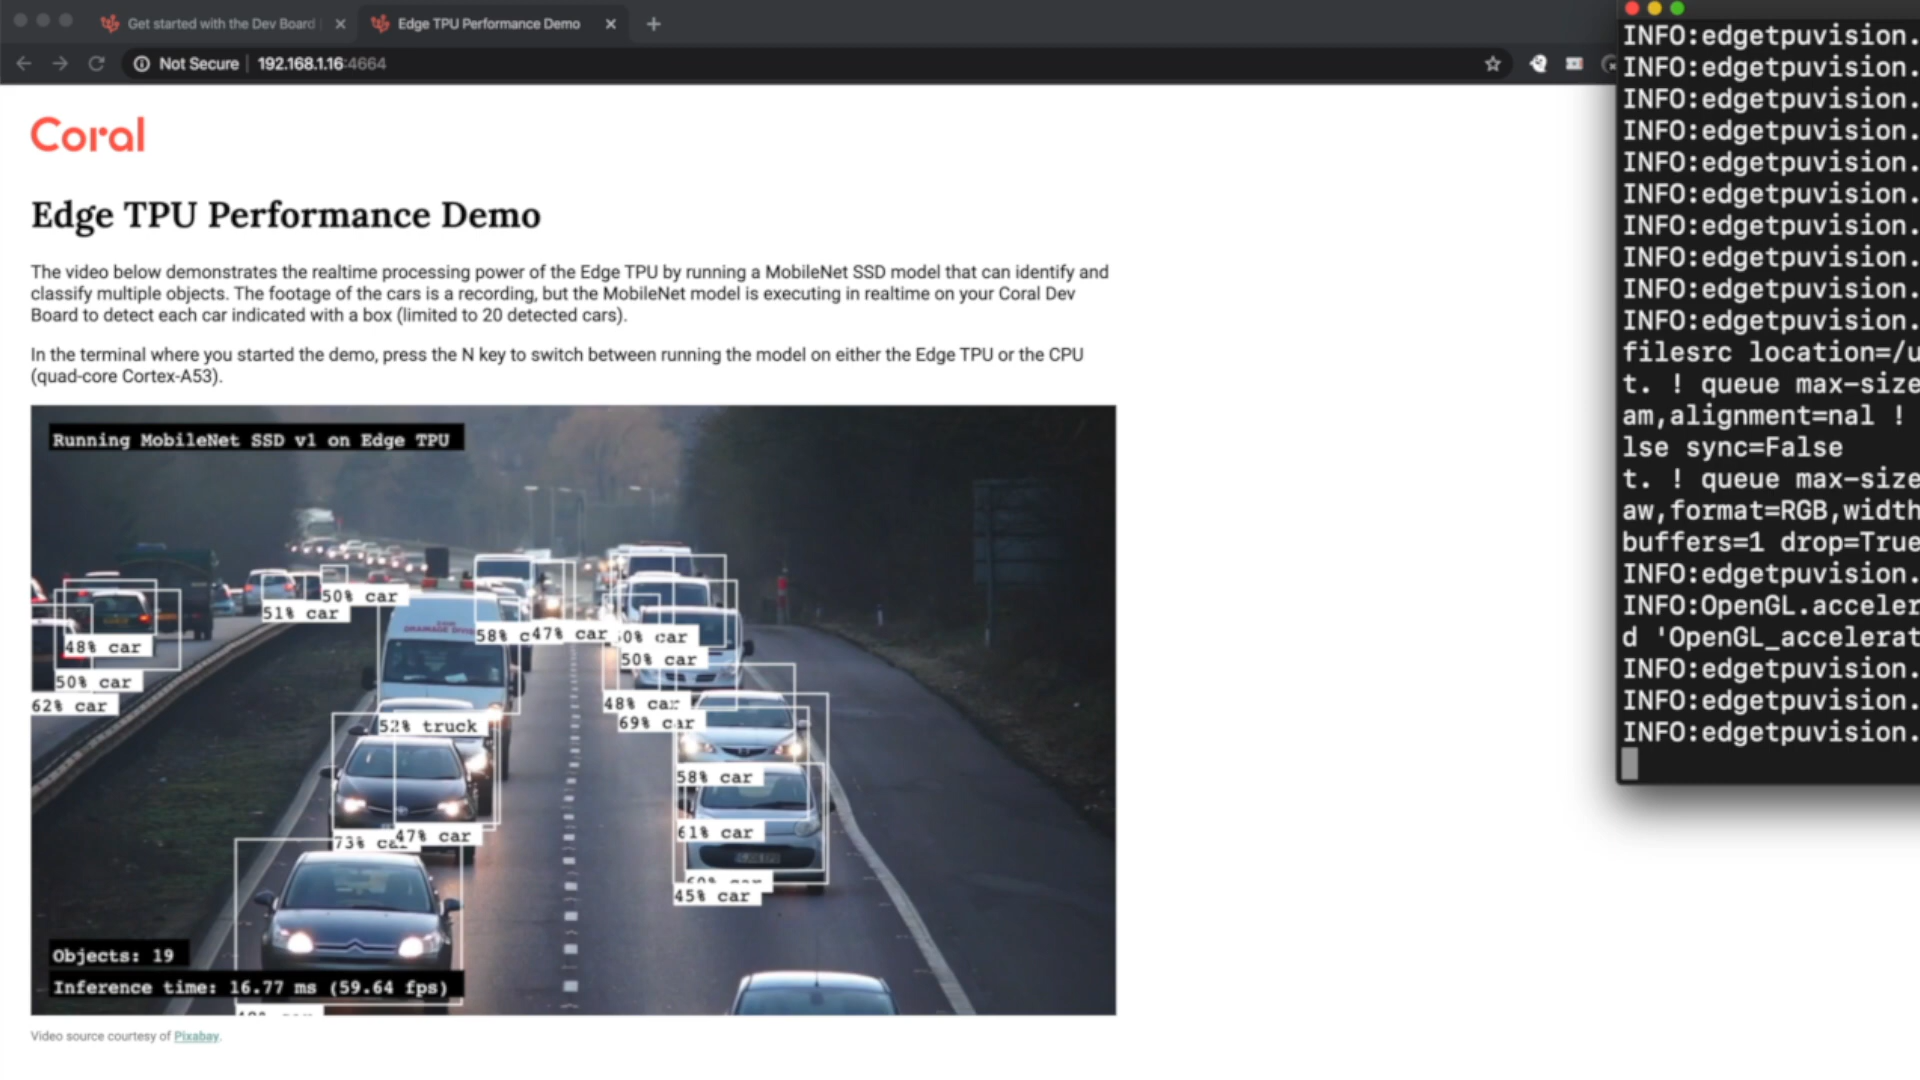 Get started with the Dev Board
Edge TPU Performance Demo
Not Secure
192.168.1.16:4664
Coral
Edge TPU Performance Demo
The video below demonstrates the realtime processing power of the Edge TPU by running a MobileNet SSD model that can identify and
classify multiple objects. The footage of the cars is a recording, but the MobileNet model is executing in realtime on your Coral Dev
Board to detect each car indicated with a box (limited to 20 detected cars).
In the terminal where you started the demo, press the N key to switch between running the model on either the Edge TPU or the CPU
(quad-core Cortex-A53).
Running MobileNet SSD v1 on Edge TPU
50% car
51% car
58% c
47% car
50% car
48% car
50% car
50% car
62% car
48% car
69% car
52% truck
58% car
61% car
73% ca
47% car
45% car
Objects: 19
Inference time: 16.77 ms (59.64 fps)
Video source courtesy of Pixabay.
INFO:edgetpuvision.
INFO:edgetpuvision.
INFO:edgetpuvision.
INFO:edgetpuvision.
INFO:edgetpuvision.
INFO:edgetpuvision.
INFO:edgetpuvision.
INFO:edgetpuvision.
INFO:edgetpuvision.
INFO:edgetpuvision.
filesrc location=/u
t. ! queue max-size
am,alignment=nal !
lse sync=False
t. ! queue max-size
aw,format=RGB,width
buffers=1 drop=True
INFO:edgetpuvision.
INFO:OpenGL.acceler
d 'OpenGL_accelerat
INFO:edgetpuvision.
INFO:edgetpuvision.
INFO:edgetpuvision.